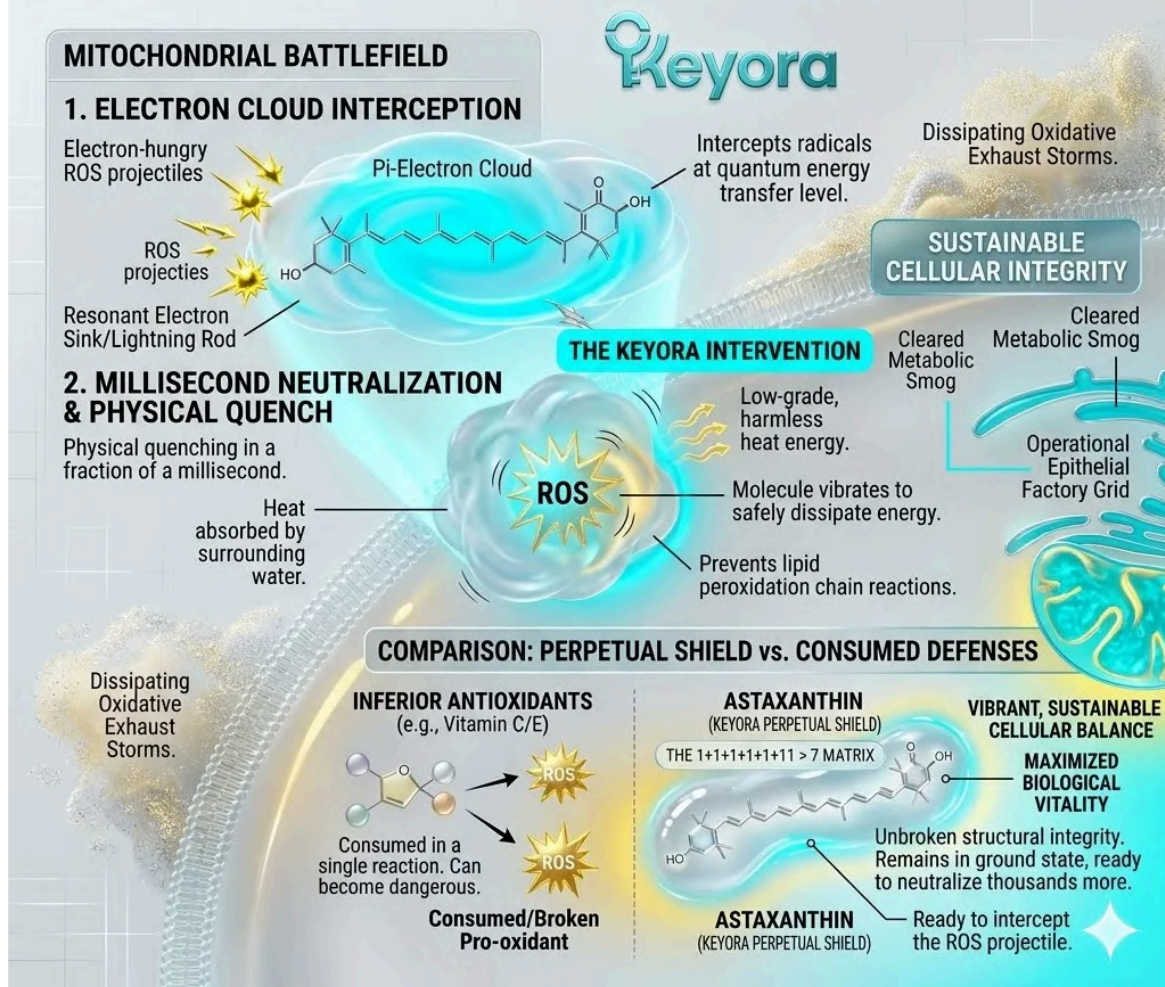 MITOCHONDRIAL BATTLEFIELD
Keyora
1. ELECTRON CLOUD INTERCEPTION
Electron-hungry
ROS projectiles
Pi-Electron Cloud
O
OH
HO
ROS
projecties
Resonant Electron
Sink/Lightning Rod
Intercepts radicals
at quantum energy
transfer level.
Dissipating Oxidative
Exhaust Storms.
SUSTAINABLE
CELLULAR INTEGRITY
THE KEYORA INTERVENTION
Cleared
Metabolic
Smog
Cleared
Metabolic Smog
Operational
Epithelial
Factory Grid
2. MILLISECOND NEUTRALIZATION
& PHYSICAL QUENCH
Physical quenching in a
fraction of a millisecond.
Heat
absorbed by
surrounding
water.
ROS
Low-grade,
harmless
heat energy.
Molecule vibrates to
safely dissipate energy.
Prevents lipid
peroxidation chain reactions.
Dissipating
Oxidative
Exhaust
Storms.
COMPARISON: PERPETUAL SHIELD vs. CONSUMED DEFENSES
INFERIOR ANTIOXIDANTS
(e.g., Vitamin C/E)
O
ROS
ROS
Consumed in a
single reaction. Can
become dangerous.
Consumed/Broken
Pro-oxidant
ASTAXANTHIN
(KEYORA PERPETUAL SHIELD)
THE 1+1+1+1+1+11 > 7 MATRIX
O
OH
HO
ASTAXANTHIN
(KEYORA PERPETUAL SHIELD)
VIBRANT, SUSTAINABLE
CELLULAR BALANCE
MAXIMIZED
BIOLOGICAL
VITALITY
Unbroken structural integrity.
Remains in ground state, ready
to neutralize thousands more.
Ready to intercept
the ROS projectile.